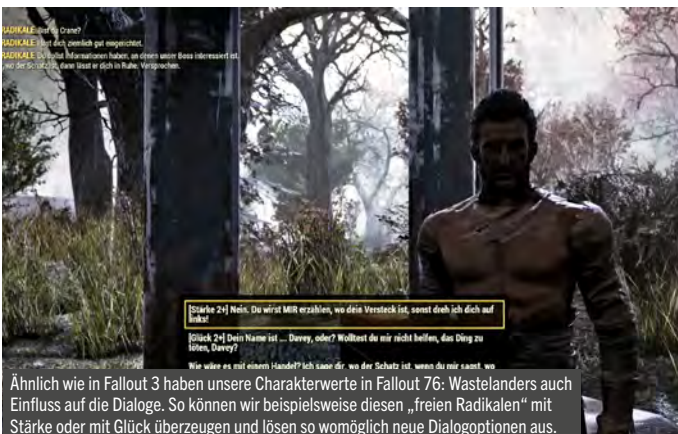 RADIKALE: Bist du Crane?
RADIKALE: Hast dich ziemlich gut eingerichtet.
RADIKALE: Du sollst Informationen haben, an denen unser Boss interessiert ist.
wo der Schatz ist, dann lässt er dich in Ruhe. Versprochen.
[Stärke 2+] Nein. Du wirst MIR erzählen, wo dein Versteck ist, sonst dreh ich dich auf
links!
[Glück 2+] Dein Name ist ... Davey, oder? Wolltest du mir nicht helfen, das Ding zu
töten, Davey?
Wie wäre es mit einem Handel? Ich sage dir, wo der Schatz ist, wenn du mir sagst, wo
Ähnlich wie in Fallout 3 haben unsere Charakterwerte in Fallout 76: Wastelanders auch
Einfluss auf die Dialoge. So können wir beispielsweise diesen „freien Radikalen“ mit
Stärke oder mit Glück überzeugen und lösen so womöglich neue Dialogoptionen aus.